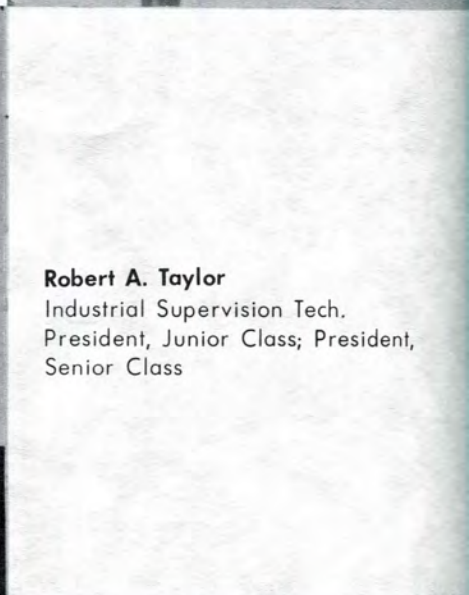 Robert A. Taylor
Industrial Supervision Tech.
President, Junior Class; President,
Senior Class